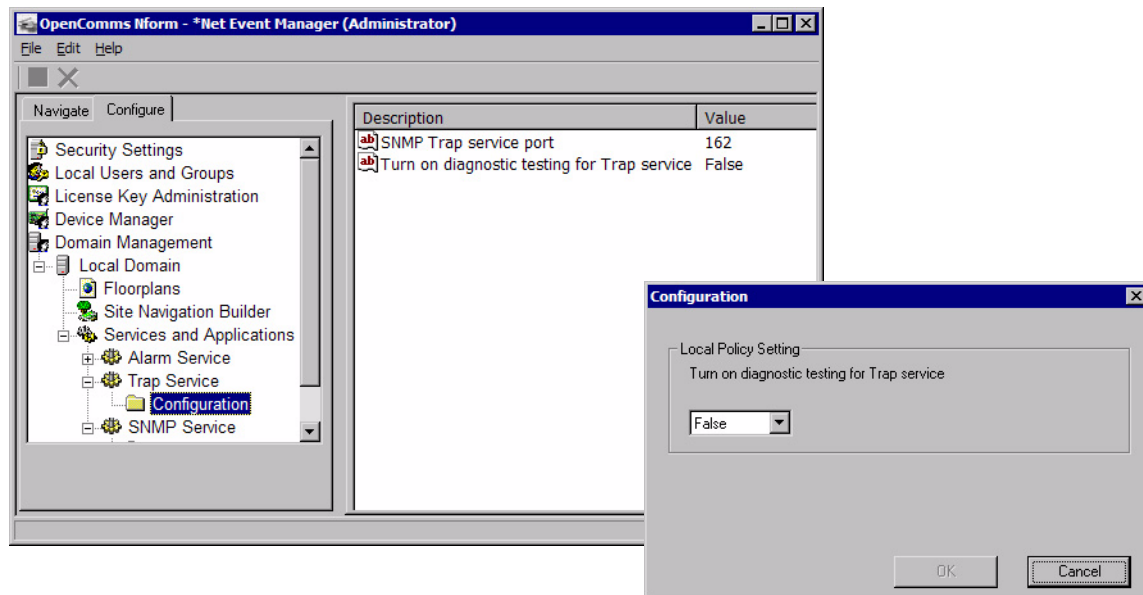 OpenComms Nform - *Net Event Manager (Administrator)
File Edit Help
Navigate Configure
Security Settings
Local Users and Groups
License Key Administration
Device Manager
Domain Management
Local Domain
Floorplans
Site Navigation Builder
Services and Applications
Alarm Service
Trap Service
Configuration
SNMP Service
Description Value
ab SNMP Trap service port 162
ab Turn on diagnostic testing for Trap service False
Configuration
Local Policy Setting
Turn on diagnostic testing for Trap service
False
OK Cancel